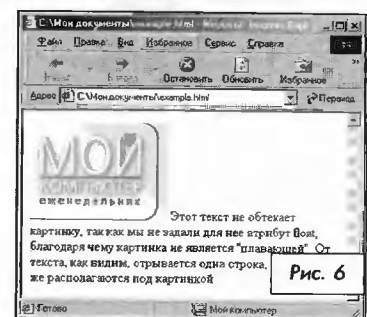 C:\Мои документы\example.html
Файл Правка Вид Избранное Сервис Справка
Остановить Обновить Избранное
Адрес C:\Мои документы\example.html Переход
МОЙ
КОМПЬЮТЕР
еженедельник
Этот текст не обтекает
картинку, так как мы не задали для нее атрибут float,
благодаря чему картинка не является "плавающей". От
текста, как видим, отрывается одна строка,
же располагаются под картинкой
Рис. 6
Готово Мой компьютер